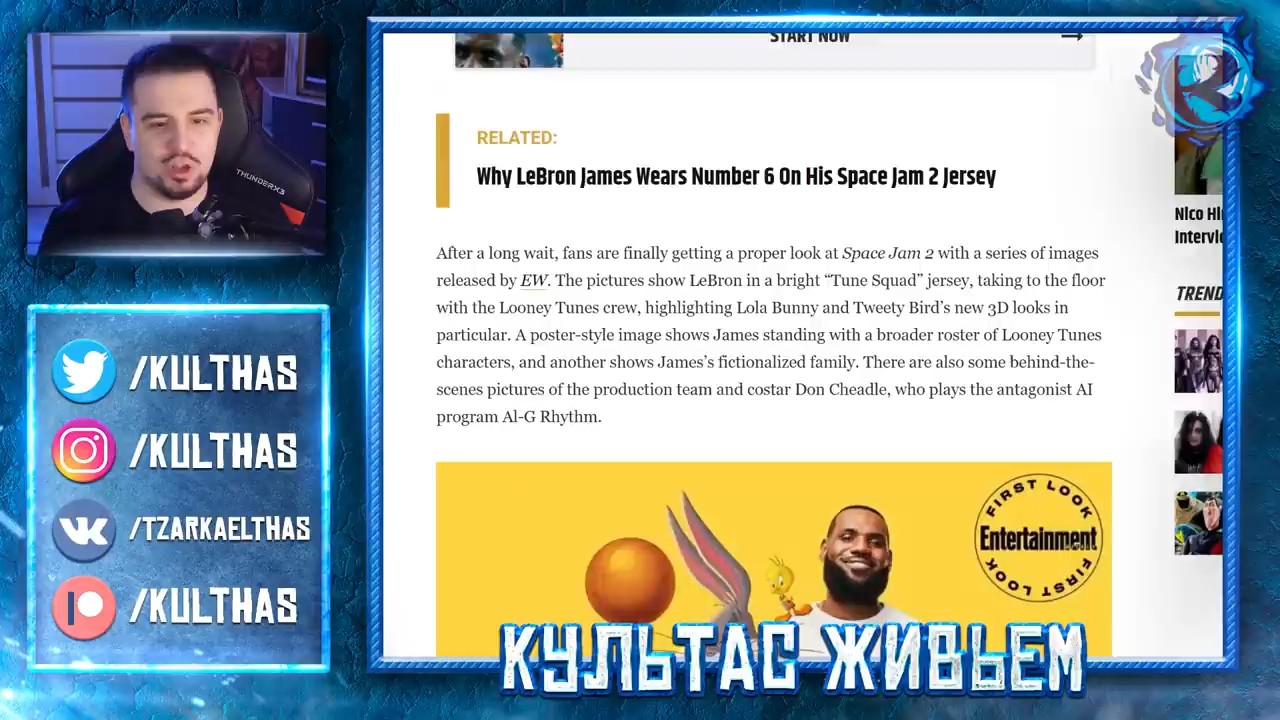 START NOW
RELATED:
Why LeBron James Wears Number 6 On His Space Jam 2 Jersey
After a long wait, fans are finally getting a proper look at Space Jam 2 with a series of images
released by EW. The pictures show LeBron in a bright “Tune Squad” jersey, taking to the floor
with the Looney Tunes crew, highlighting Lola Bunny and Tweety Bird’s new 3D looks in
particular. A poster-style image shows James standing with a broader roster of Looney Tunes
characters, and another shows James’s fictionalized family. There are also some behind-the-
scenes pictures of the production team and costar Don Cheadle, who plays the antagonist AI
program Al-G Rhythm.
FIRST LOOK
Entertainment
FIRST LOOK
Nico
TREND
THUNDERX3
/KULTHAS
/KULTHAS
/TZARKAELTHAS
/KULTHAS
КУЛЬТАС ЖИВЬЕМ